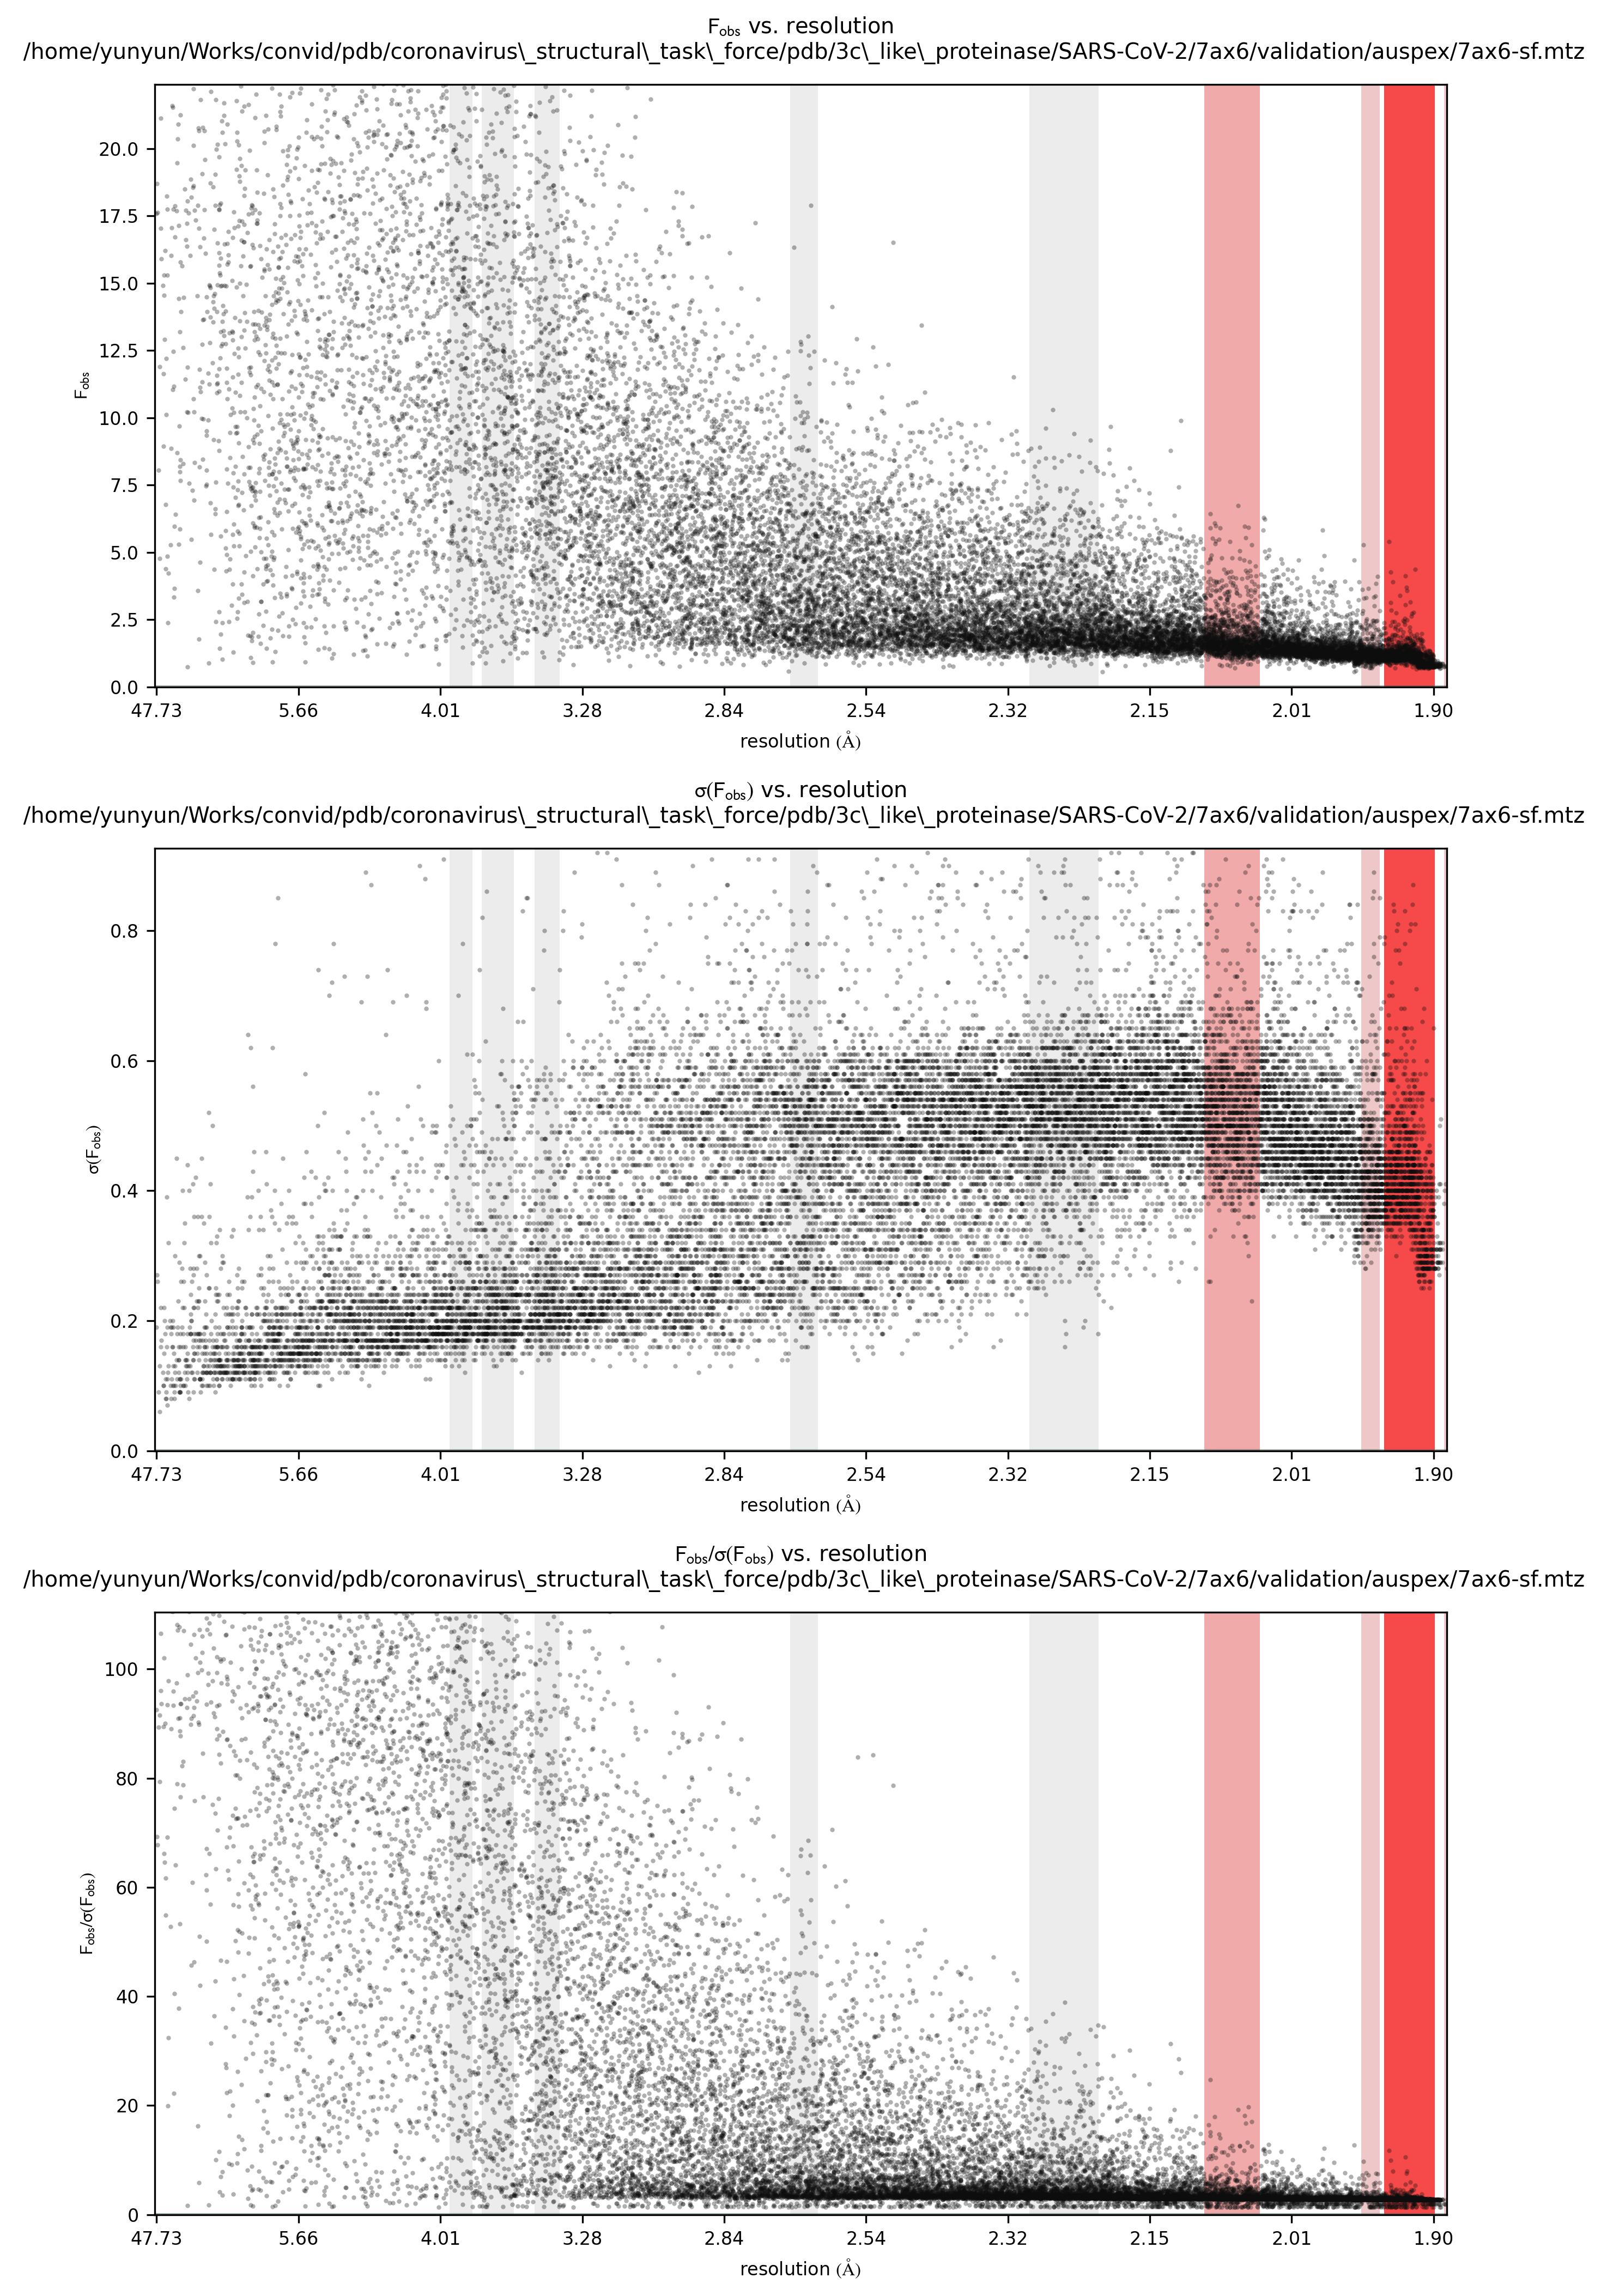 Fobs vs. resolution
/home/yunyun/Works/convid/pdb/coronavirus\_structural\_task\_force/pdb/3c\_like\_proteinase/SARS-CoV-2/7ax6/validation/auspex/7ax6-sf.mtz
20.0
17.5
15.0
12.5
10.0
7.5
5.0
2.5
0.0
Fobs
47.73 5.66 4.01 3.28 2.84 2.54 2.32 2.15 2.01 1.90
resolution (Å)
σ(Fobs) vs. resolution
/home/yunyun/Works/convid/pdb/coronavirus\_structural\_task\_force/pdb/3c\_like\_proteinase/SARS-CoV-2/7ax6/validation/auspex/7ax6-sf.mtz
0.8
0.6
0.4
0.2
0.0
σ(Fobs)
47.73 5.66 4.01 3.28 2.84 2.54 2.32 2.15 2.01 1.90
resolution (Å)
Fobs/σ(Fobs) vs. resolution
/home/yunyun/Works/convid/pdb/coronavirus\_structural\_task\_force/pdb/3c\_like\_proteinase/SARS-CoV-2/7ax6/validation/auspex/7ax6-sf.mtz
100
80
60
40
20
0
Fobs/σ(Fobs)
47.73 5.66 4.01 3.28 2.84 2.54 2.32 2.15 2.01 1.90
resolution (Å)